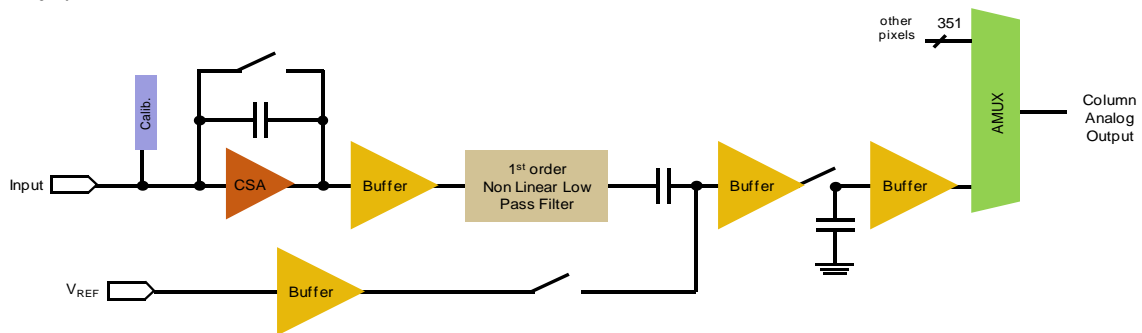 other
pixels
351
Calib.
AMUX
Column
Analog
Output
Input
CSA
Buffer
1st order
Non Linear Low
Pass Filter
Buffer
Buffer
VREF
Buffer